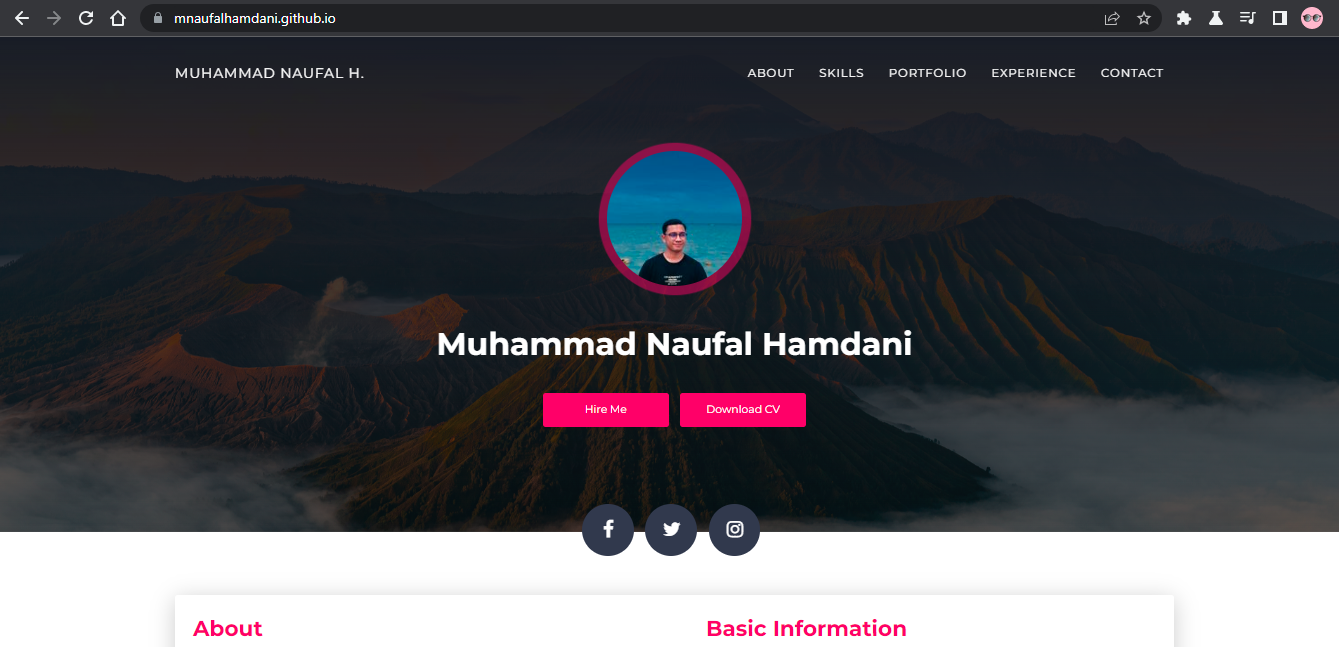 mnaufalhamdani.github.io
MUHAMMAD NAUFAL H.
ABOUT SKILLS PORTFOLIO EXPERIENCE CONTACT
Muhammad Naufal Hamdani
Hire Me Download CV
About
Basic Information